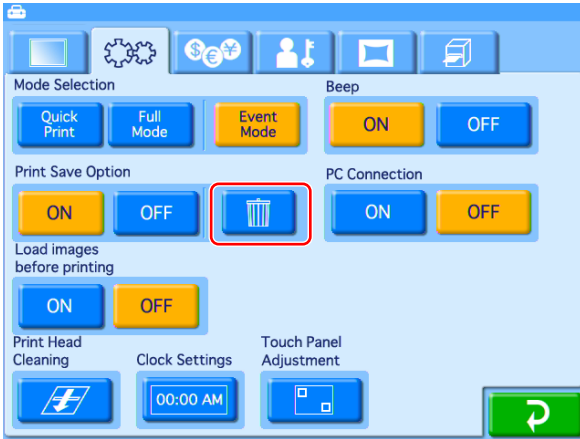 $ € ¥
Mode Selection
Beep
Quick
Print
Full
Mode
Event
Mode
ON
OFF
Print Save Option
PC Connection
ON
OFF
ON
OFF
Load images
before printing
ON
OFF
Print Head
Cleaning
Clock Settings
Touch Panel
Adjustment
00:00 AM